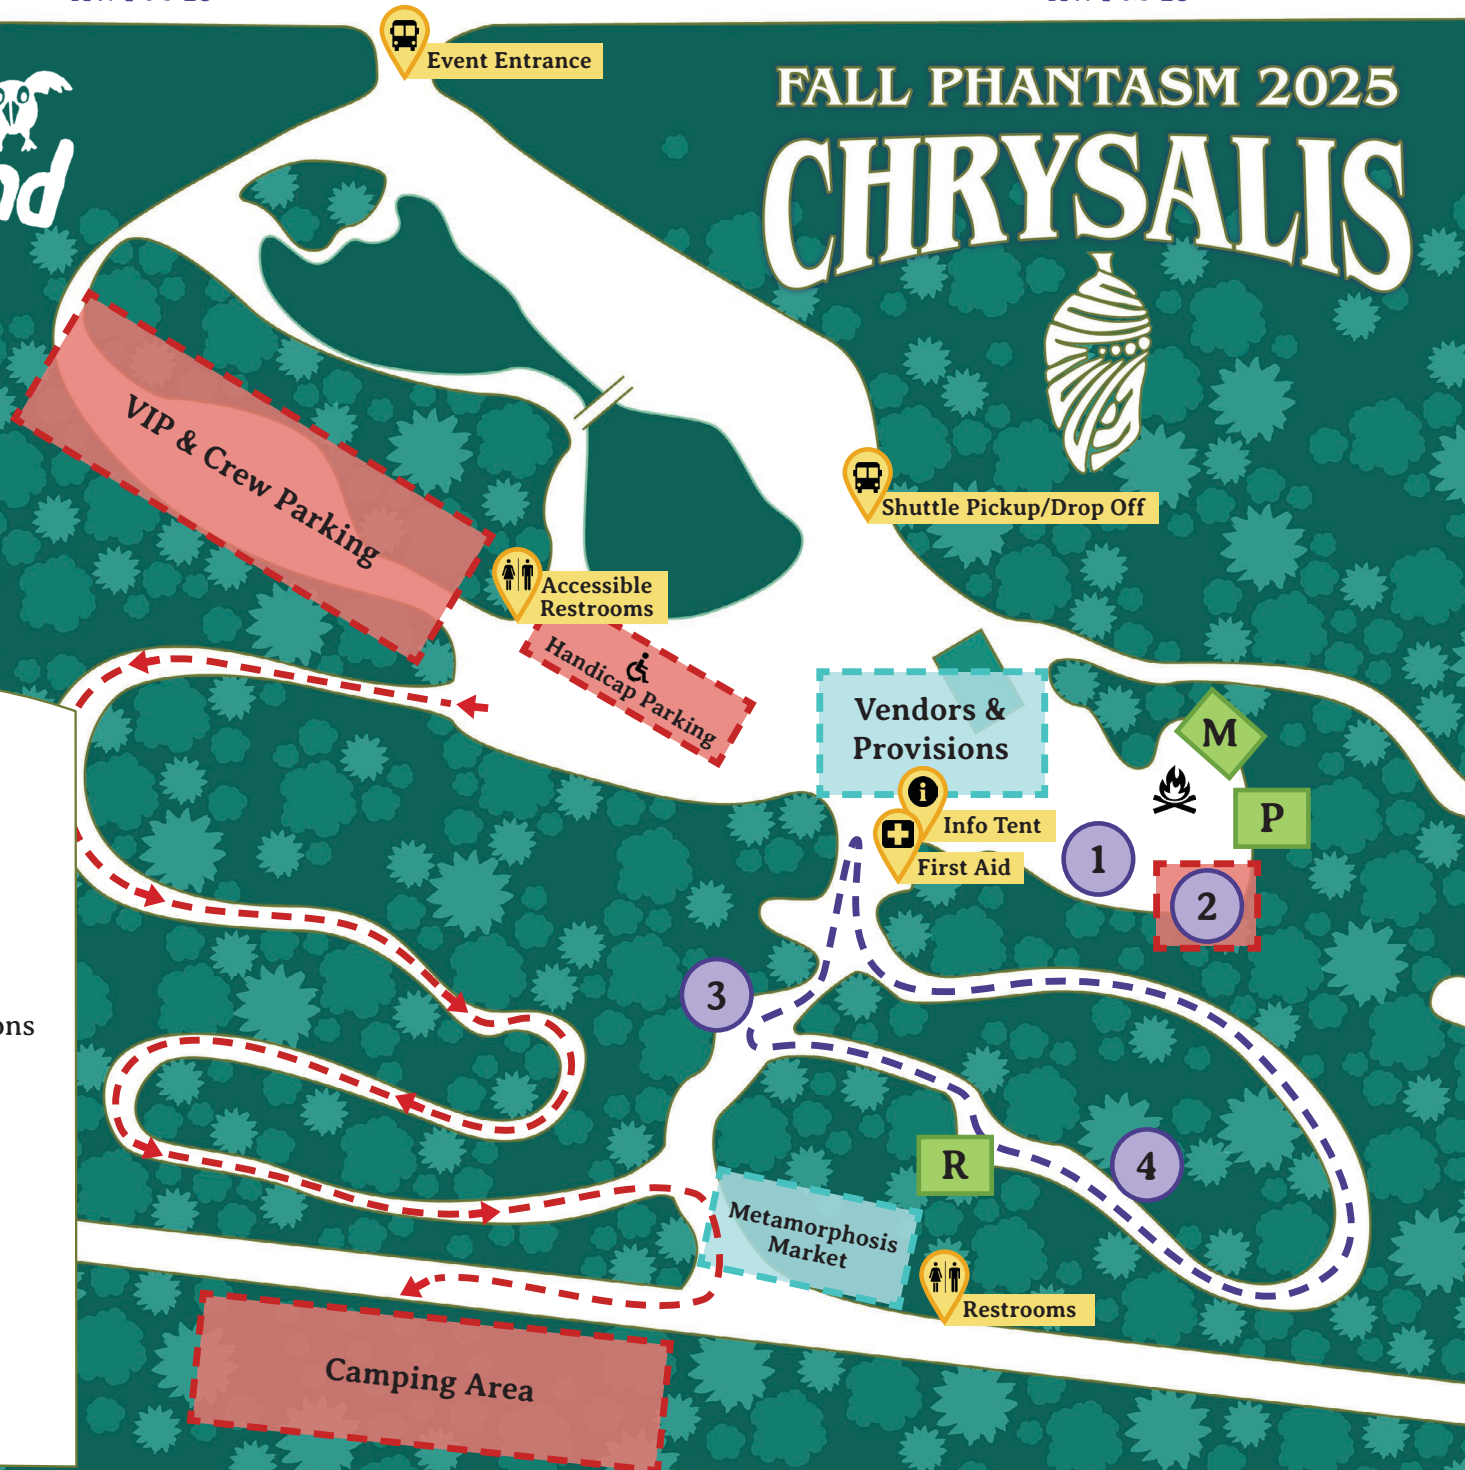 Event Entrance
FALL PHANTASM 2025
CHRYSALIS
nd
VIP & Crew Parking
Shuttle Pickup/Drop Off
Accessible
Restrooms
Handicap Parking
Vendors &
Provisions
M
P
Info Tent
First Aid
1
2
3
ons
R
4
Metamorphosis
Market
Restrooms
Camping Area